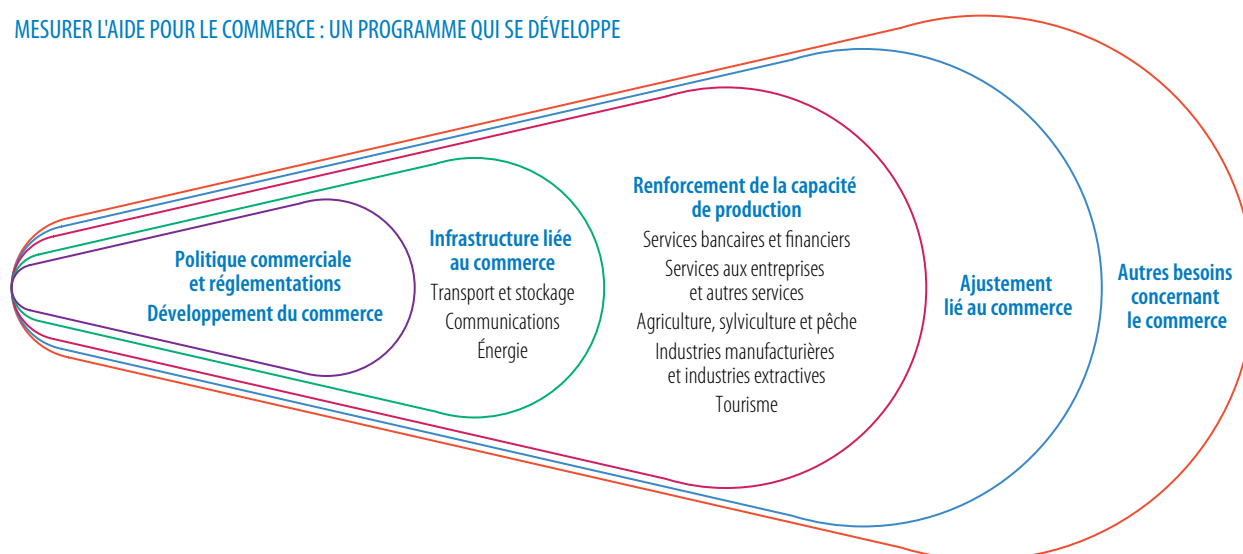 MESURER L'AIDE POUR LE COMMERCE : UN PROGRAMME QUI SE DÉVELOPPE
Politique commerciale
et réglementations
Développement du commerce
Infrastructure liée
au commerce
Transport et stockage
Communications
Énergie
Renforcement de la capacité
de production
Services bancaires et financiers
Services aux entreprises
et autres services
Agriculture, sylviculture et pêche
Industries manufacturières
et industries extractives
Tourisme
Ajustement
lié au commerce
Autres besoins
concernant
le commerce